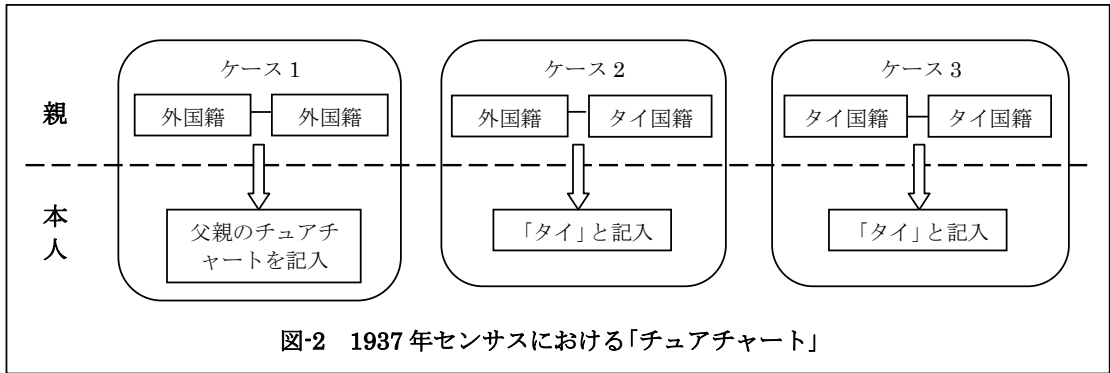 ケース 1
ケース 2
ケース 3
親
外国籍
外国籍
外国籍
タイ国籍
タイ国籍
タイ国籍
本
人
父親のチュアチ
ャートを記入
「タイ」と記入
「タイ」と記入
図-2 1937 年センサスにおける「チュアチャート」